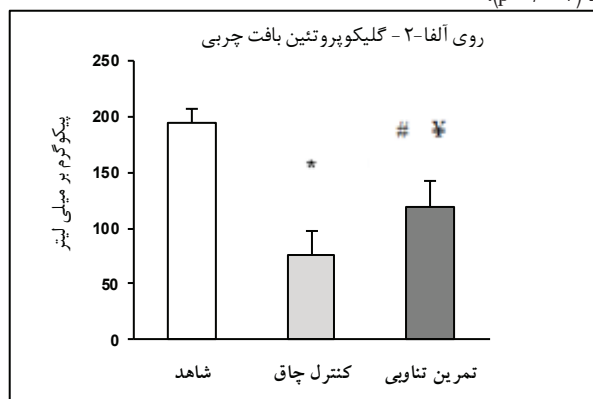 روی آلفا-۲ - گلیکوپروتئین بافت چربی
پیکوگرم بر میلی لیتر
250
200
150
100
50
0
*
# ¥
شاهد
کنترل چاق
تمرین تناوبی